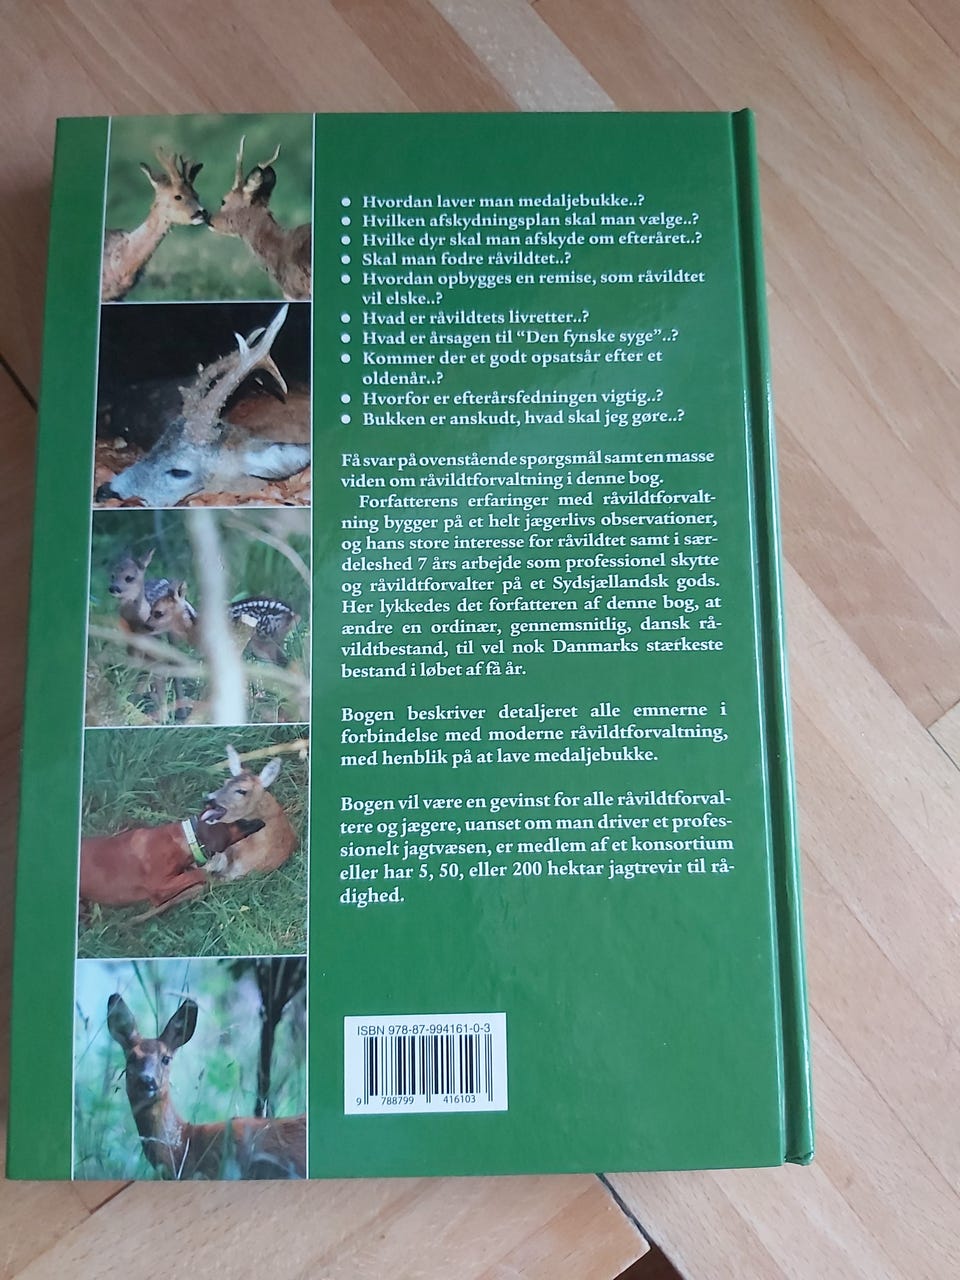 ● Hvordan laver man medaljebukke..?
● Hvilken afskydningsplan skal man vælge..?
● Hvilke dyr skal man afskyde om efteråret..?
● Skal man fodre råvildtet..?
● Hvordan opbygges en remise, som råvildtet
vil elske..?
● Hvad er råvildtets livretter..?
● Hvad er årsagen til “Den fynske syge”..?
● Kommer der et godt opsatsår efter et
oldenår..?
● Hvorfor er efterårsfedningen vigtig..?
● Bukken er anskudt, hvad skal jeg gøre..?
Få svar på ovenstående spørgsmål samt en masse
viden om råvildtforvaltning i denne bog.
Forfatterens erfaringer med råvildtforvalt-
ning bygger på et helt jægerlivs observationer,
og hans store interesse for råvildtet samt i sær-
deleshed 7 års arbejde som professionel skytte
og råvildtforvalter på et Sydsjællandsk gods.
Her lykkedes det forfatteren af denne bog, at
ændre en ordinær, gennemsnitlig, dansk rå-
vildtbestand, til vel nok Danmarks stærkeste
bestand i løbet af få år.
Bogen beskriver detaljeret alle emnerne i
forbindelse med moderne råvildtforvaltning,
med henblik på at lave medaljebukke.
Bogen vil være en gevinst for alle råvildtforval-
tere og jægere, uanset om man driver et profes-
sionelt jagtvæsen, er medlem af et konsortium
eller har 5, 50, eller 200 hektar jagtrevir til rå-
dighed.
ISBN 978-87-994161-0-3
9 788799 416103